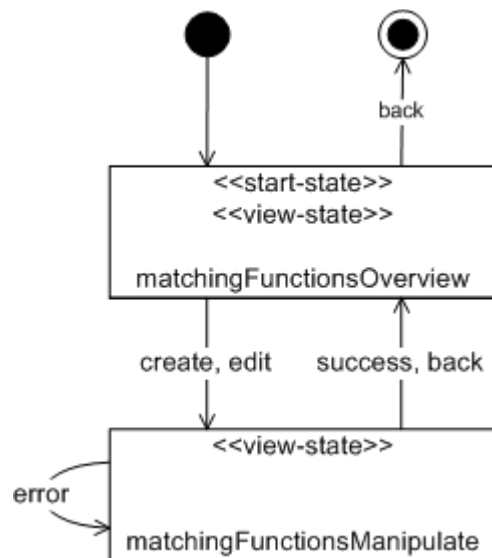 back
<<start-state>>
<<view-state>>
matchingFunctionsOverview
create, edit
success, back
<<view-state>>
error
matchingFunctionsManipulate